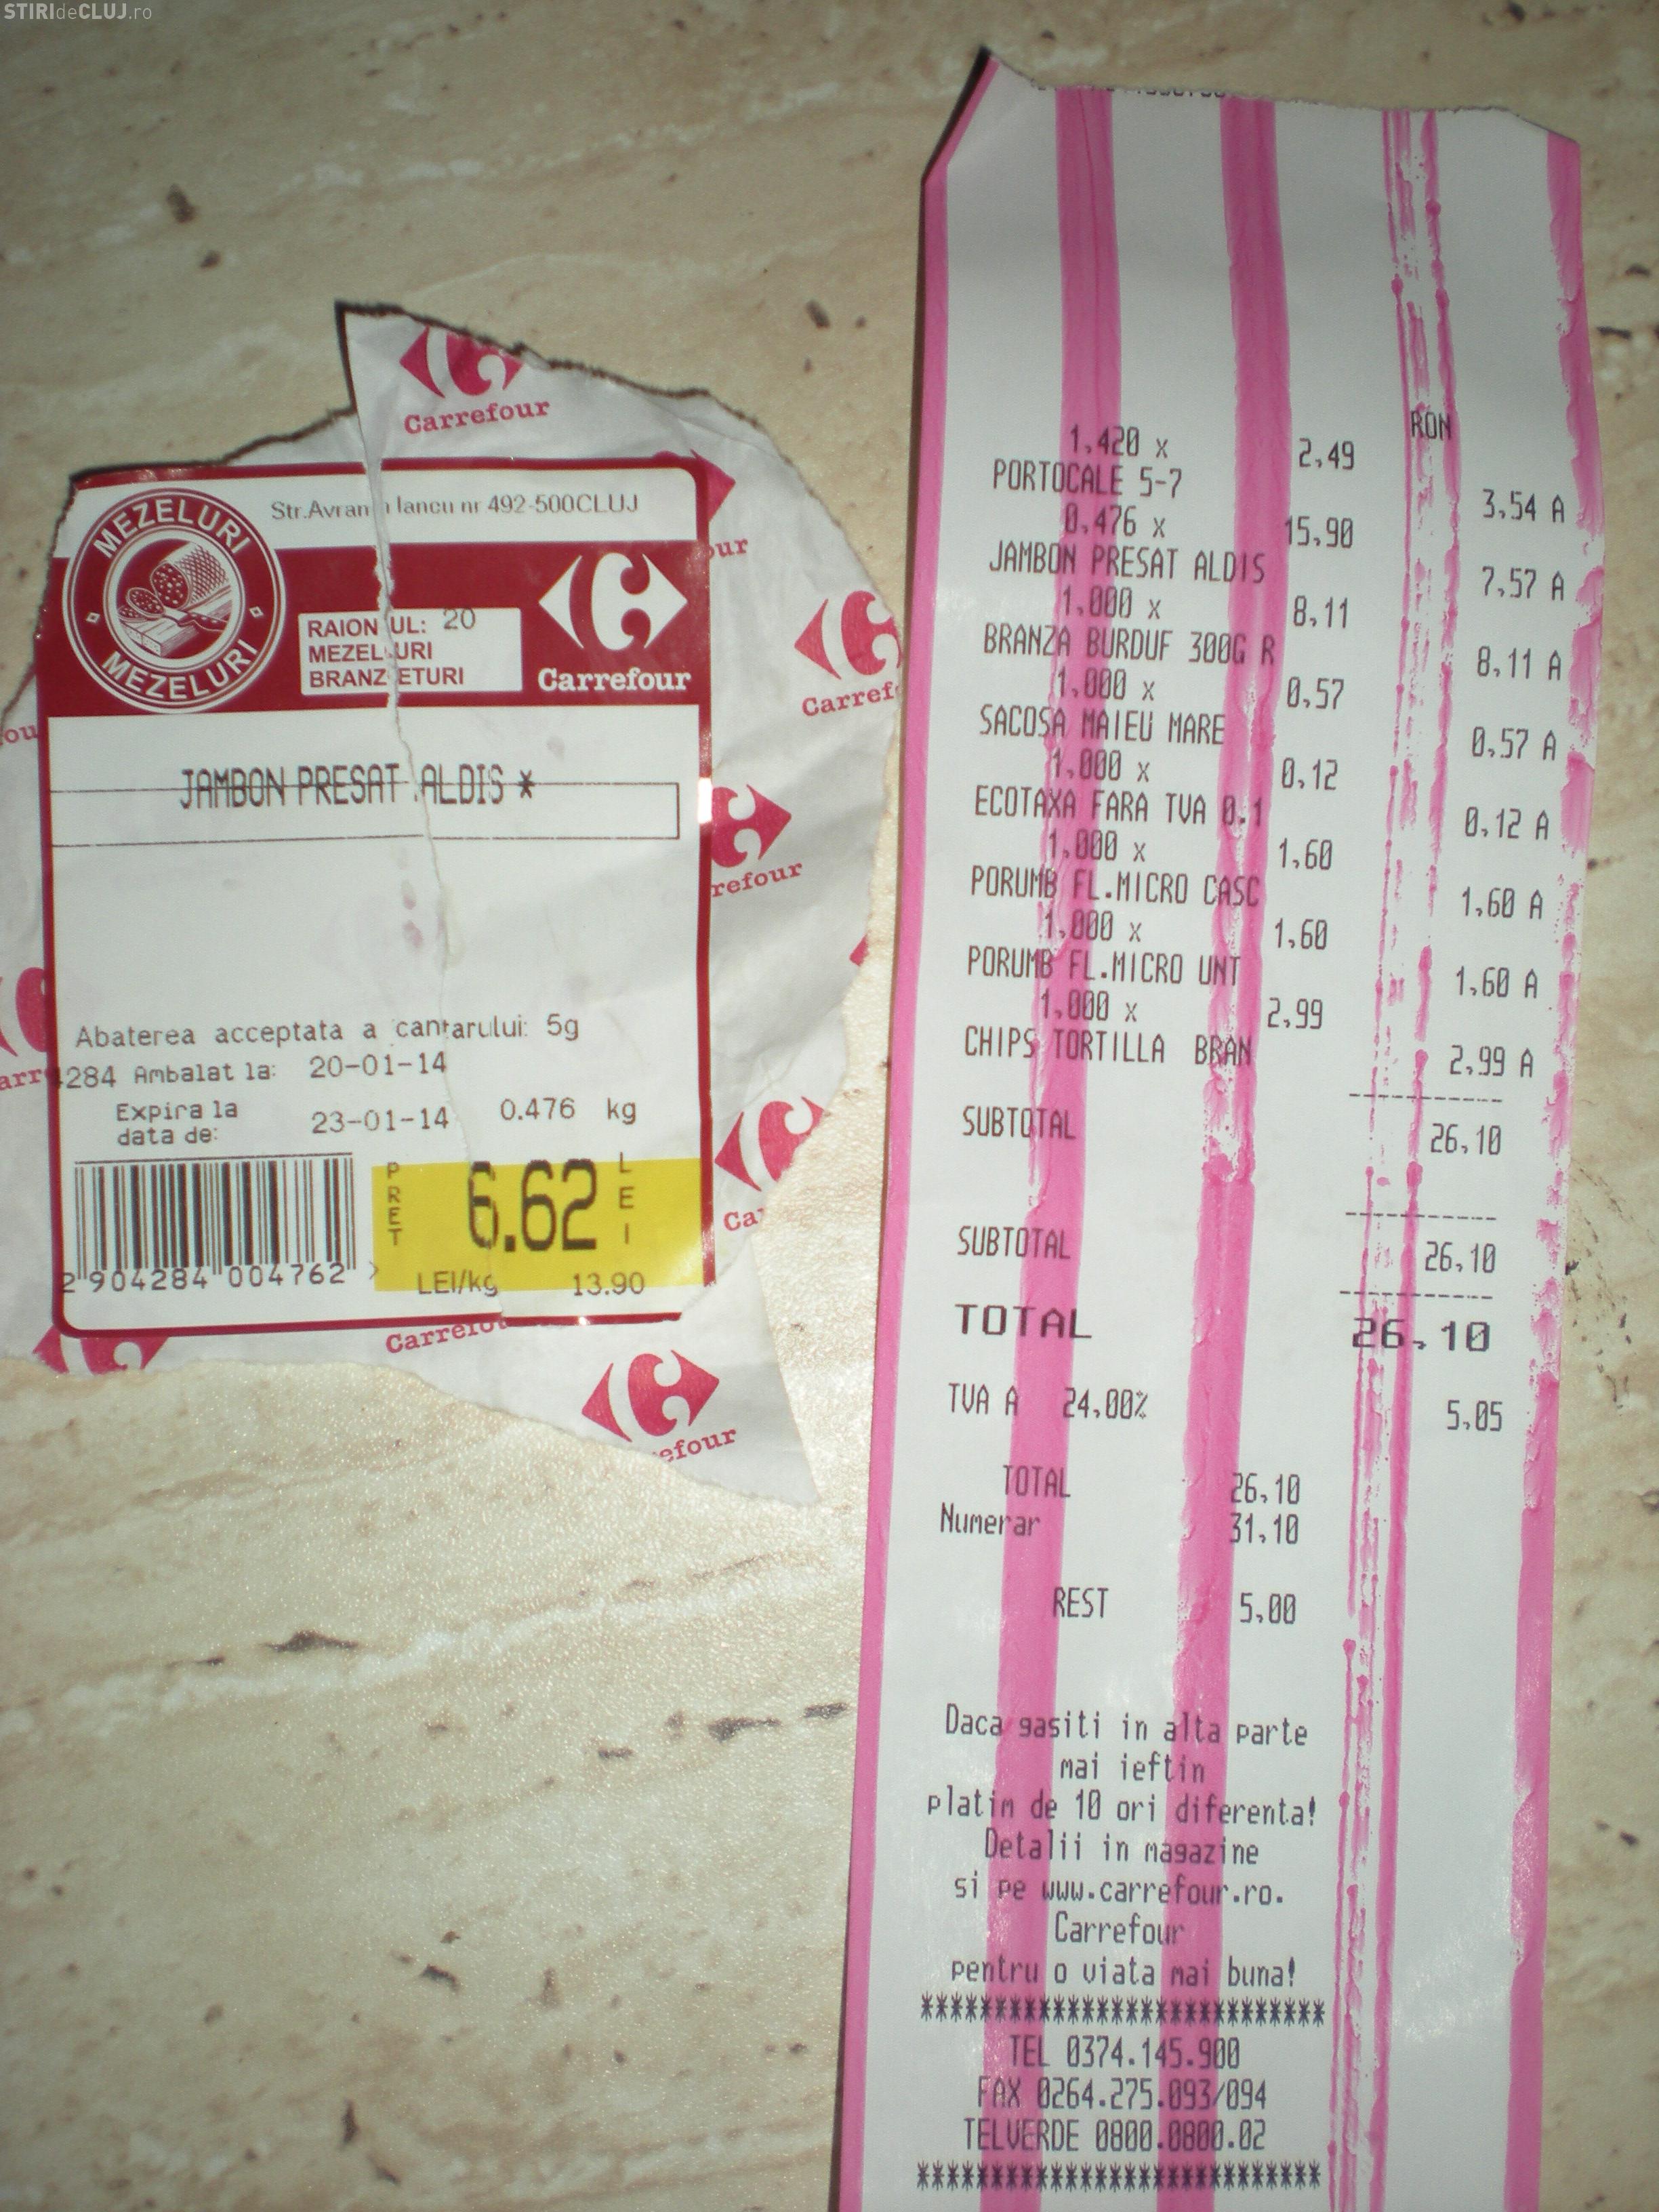 STIRIdeCLUJ.ro
Carrefour
Str.Avram Iancu nr 492-500CLUJ
MEZELURI
MEZELURI
RAIONUL: 20
MEZELURI
BRANZETURI
Carrefour
our
Carref
JAMBON PRESAT ALDIS *
refour
Abaterea acceptata a cantarului: 5g
4284 Ambalat la: 20-01-14
Expira la
data de: 23-01-14 0.476 kg
PRET 6.62 LEI
2 904284 004762 >
LEI/kg 13.90
Carrefou
efour
RON
1,420 x 2,49
PORTOCALE 5-7 3,54 A
0,476 x 15,90
JAMBON PRESAT ALDIS 7,57 A
1,000 x 8,11
BRANZA BURDUF 300G R 8,11 A
1,000 x 0,57
SACOSA MAIEU MARE 0,57 A
1,000 x 0,12
ECOTAXA FARA TVA 0.1 0,12 A
1,000 x 1,60
PORUMB FL.MICRO CASC 1,60 A
1,000 x 1,60
PORUMB FL.MICRO UNT 1,60 A
1,000 x 2,99
CHIPS TORTILLA BRAN 2,99 A
SUBTOTAL 26,10
SUBTOTAL 26,10
TOTAL 26,10
TVA A 24,00% 5,05
TOTAL 26,10
Numerar 31,10
REST 5,00
Daca gasiti in alta parte
mai ieftin
platim de 10 ori diferenta!
Detalii in magazine
si pe www.carrefour.ro.
Carrefour
pentru o viata mai buna!
****************************
TEL 0374.145.900
FAX 0264.275.093/094
TELVERDE 0800.0800.02
****************************